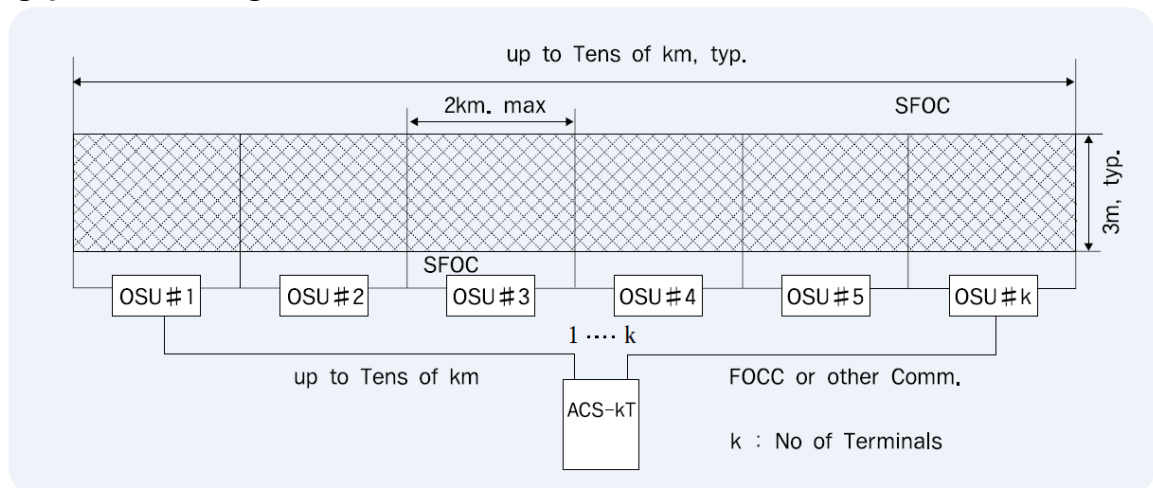 up to Tens of km, typ.
2km. max
SFOC
3m, typ.
SFOC
OSU#1
OSU#2
OSU#3
OSU#4
OSU#5
OSU#k
1 ···· k
up to Tens of km
FOCC or other Comm.
ACS-kT
k : No of Terminals